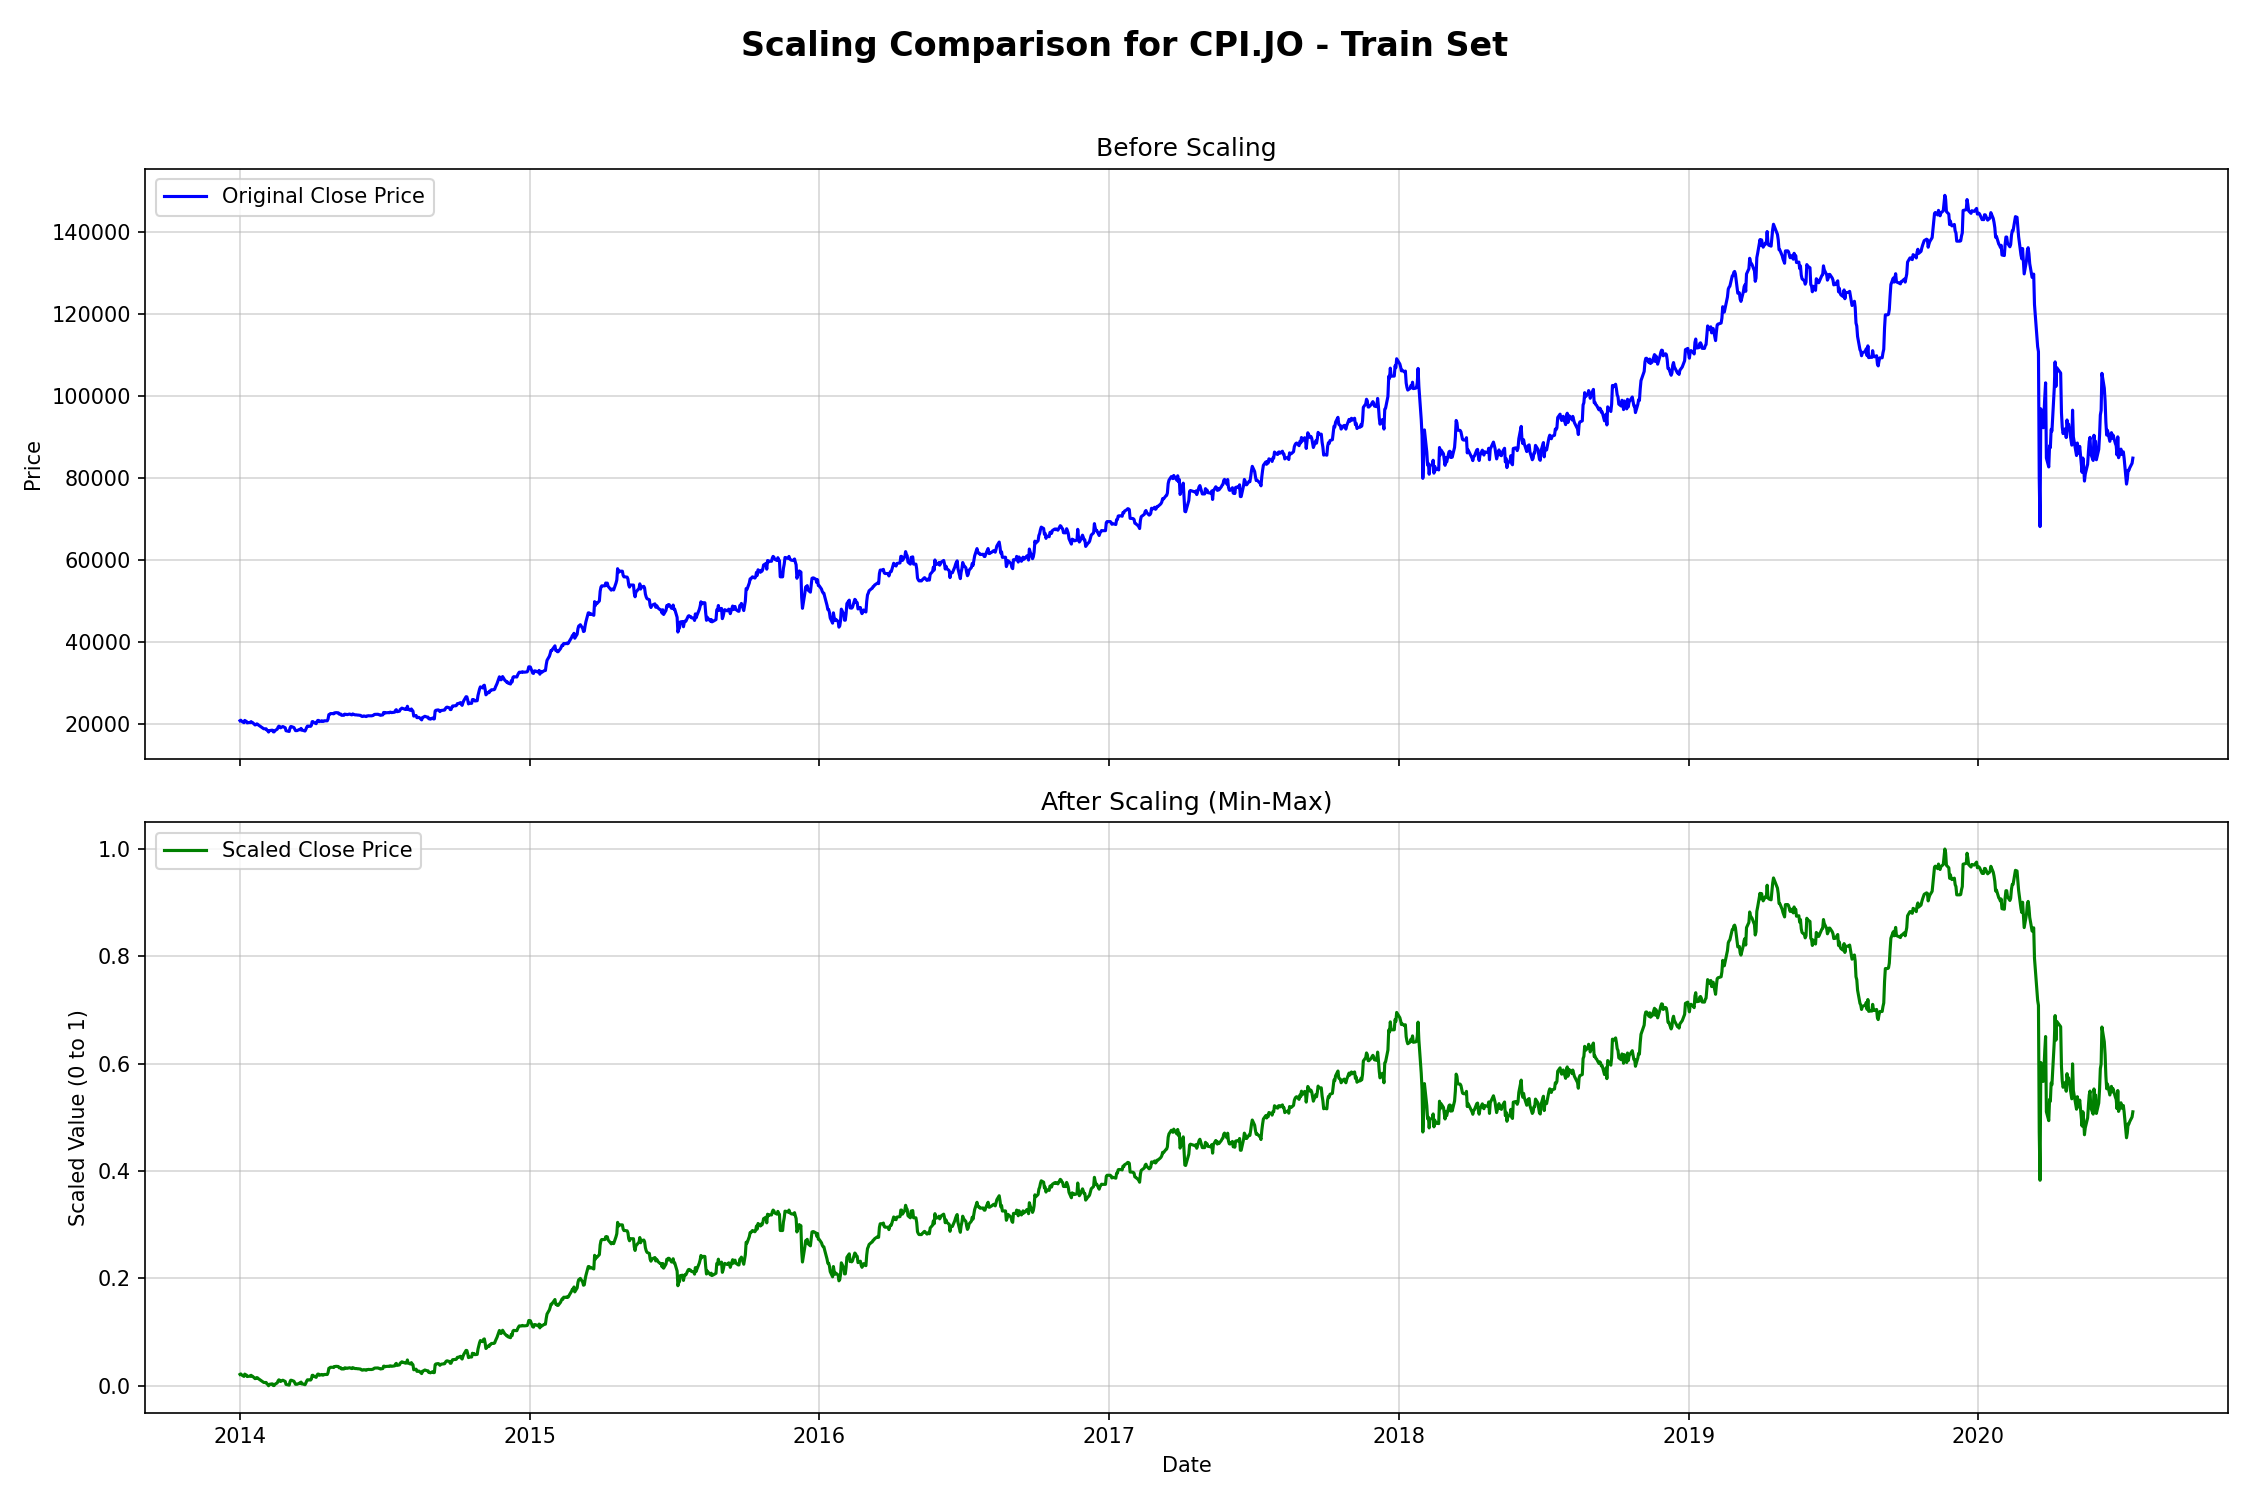 Scaling Comparison for CPI.JO - Train Set
Before Scaling
Original Close Price
Price
140000
120000
100000
80000
60000
40000
20000
After Scaling (Min-Max)
Scaled Close Price
Scaled Value (0 to 1)
1.0
0.8
0.6
0.4
0.2
0.0
2014 2015 2016 2017 2018 2019 2020
Date